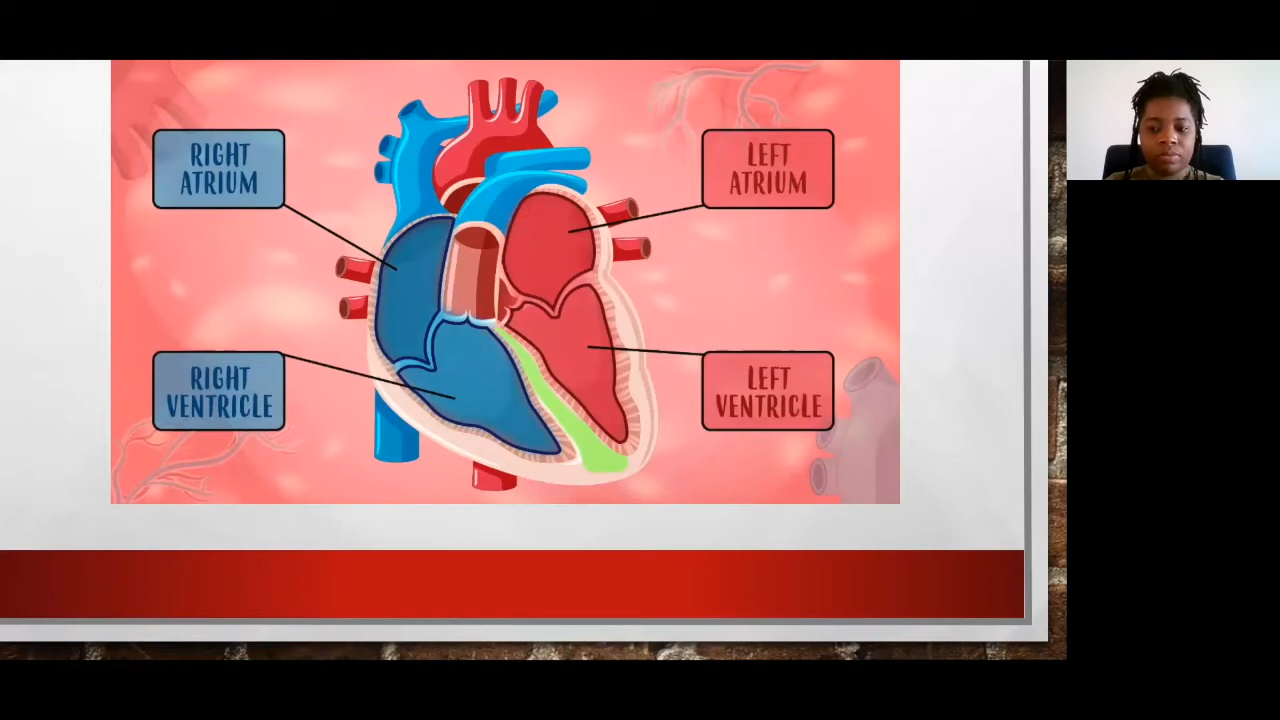 RIGHT
ATRIUM
LEFT
ATRIUM
RIGHT
VENTRICLE
LEFT
VENTRICLE